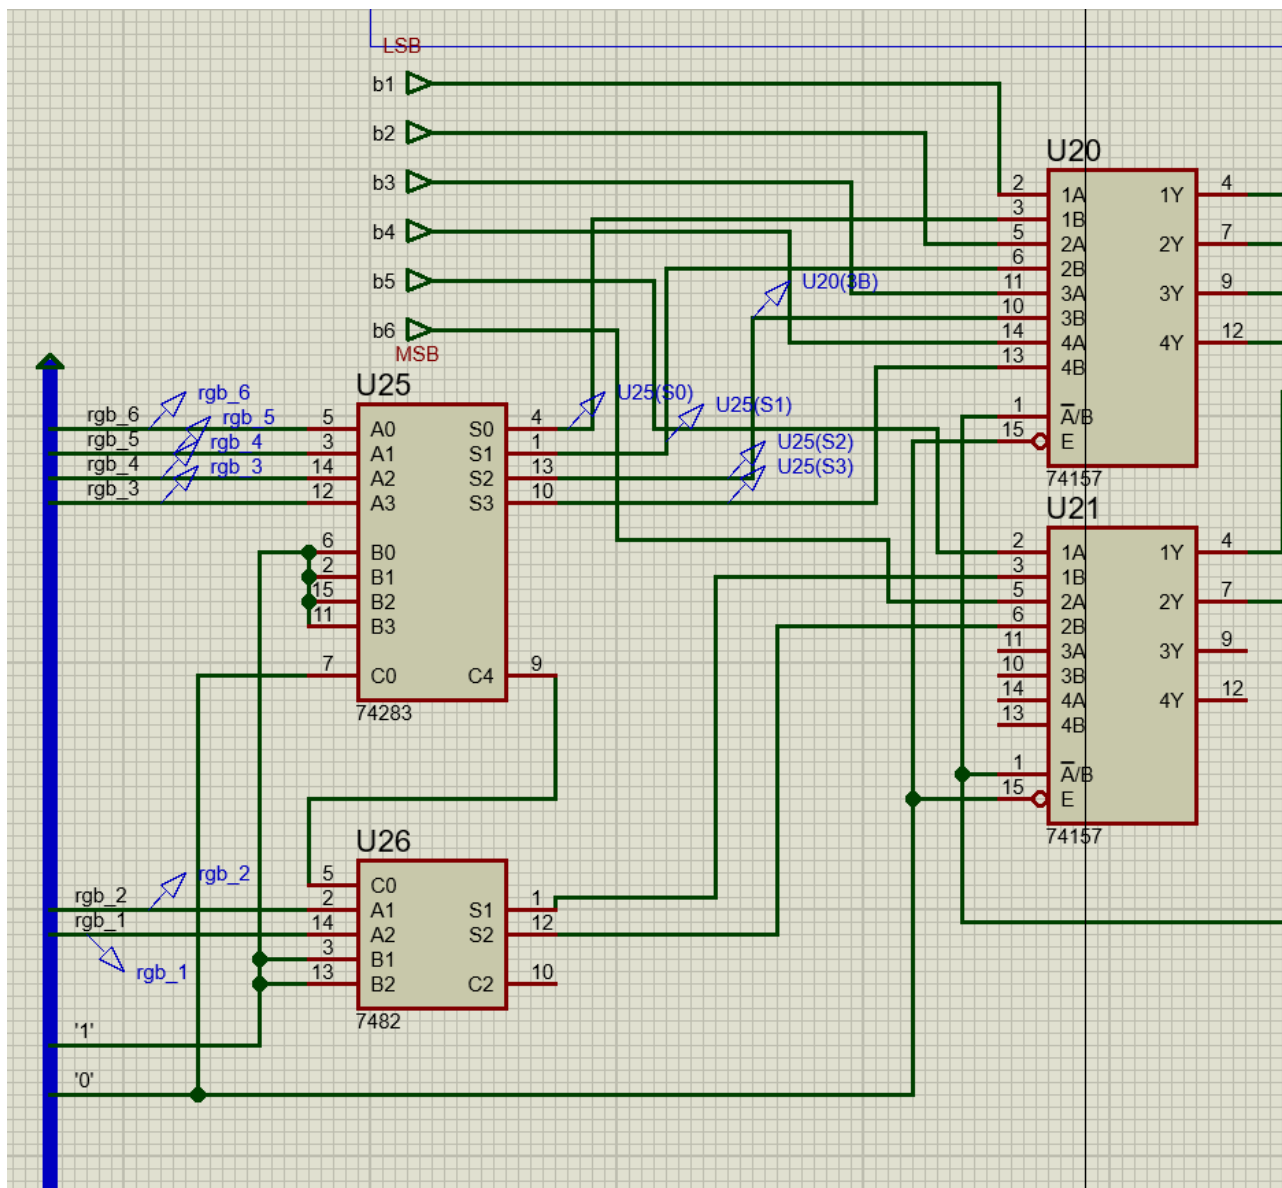 LSB
b1
b2
b3
b4
b5
b6
MSB
U20
2 1A 1Y 4
3 1B
5 2A 2Y 7
6 2B
11 3A 3Y 9
10 3B
14 4A 4Y 12
13 4B
1 A/B
15 E
74157
U20(3B)
U25
rgb_6 rgb_6 5 A0 S0 4 U25(S0)
rgb_5 rgb_5 3 A1 S1 1 U25(S1)
rgb_4 rgb_4 14 A2 S2 13 U25(S2)
rgb_3 rgb_3 12 A3 S3 10 U25(S3)
6 B0
2 B1
15 B2
11 B3
7 C0 C4 9
74283
U21
2 1A 1Y 4
3 1B
5 2A 2Y 7
6 2B
11 3A 3Y 9
10 3B
14 4A 4Y 12
13 4B
1 A/B
15 E
74157
U26
5 C0
rgb_2 rgb_2 2 A1 S1 1
rgb_1 rgb_1 14 A2 S2 12
3 B1
13 B2 C2 10
7482
'1'
'0'